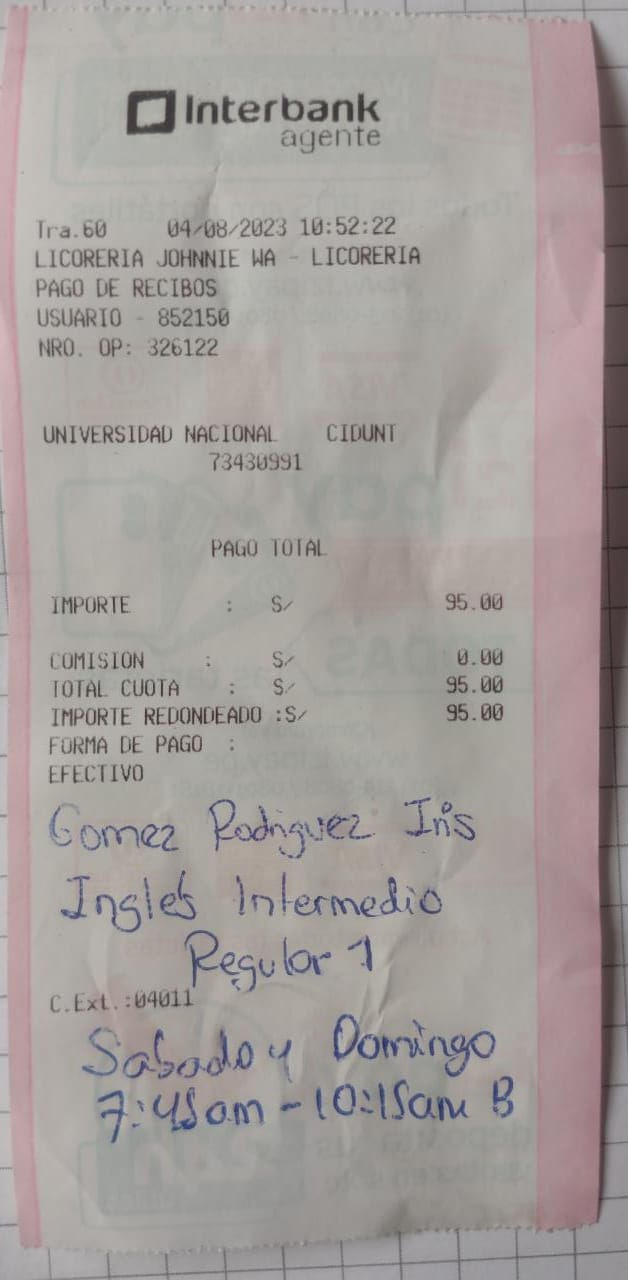 Interbank
agente
Tra.60 04/08/2023 10:52:22
LICORERIA JOHNNIE WA - LICORERIA
PAGO DE RECIBOS
USUARIO - 852150
NRO. OP: 326122
UNIVERSIDAD NACIONAL CIDUNT
73430991
PAGO TOTAL
IMPORTE : S/ 95.00
COMISION : S/ 0.00
TOTAL CUOTA : S/ 95.00
IMPORTE REDONDEADO :S/ 95.00
FORMA DE PAGO :
EFECTIVO
Gomez Rodriguez Iris
Inglés Intermedio
Regular 1
C.Ext.:04011
Sabado y Domingo
7:45am - 10:15am B